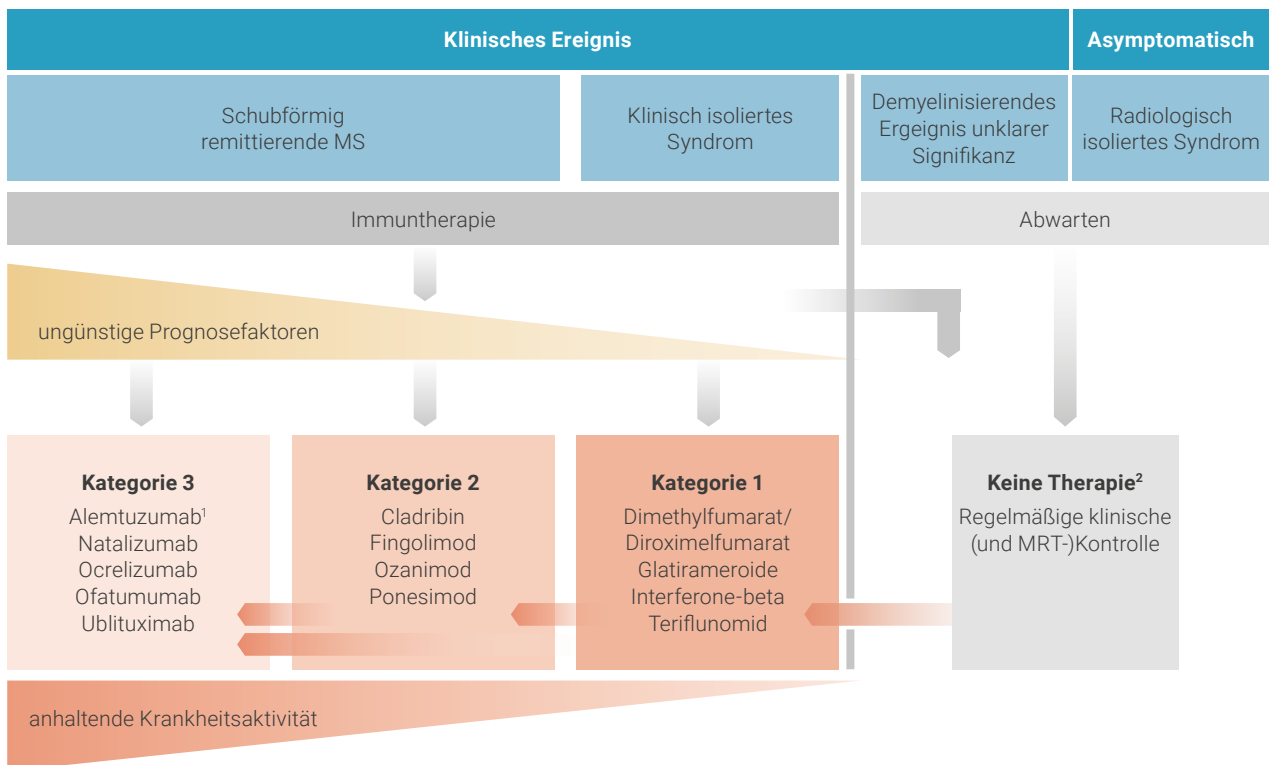 Klinisches Ereignis
Asymptomatisch
Schubförmig
remittierende MS
Klinisch isoliertes
Syndrom
Demyelinisierendes
Ergeignis unklarer
Signifikanz
Radiologisch
isoliertes Syndrom
Immuntherapie
Abwarten
ungünstige Prognosefaktoren
Kategorie 3
Alemtuzumab¹
Natalizumab
Ocrelizumab
Ofatumumab
Ublituximab
Kategorie 2
Cladribin
Fingolimod
Ozanimod
Ponesimod
Kategorie 1
Dimethylfumarat/
Diroximelfumarat
Glatirameroide
Interferone-beta
Teriflunomid
Keine Therapie²
Regelmäßige klinische
(und MRT-)Kontrolle
anhaltende Krankheitsaktivität